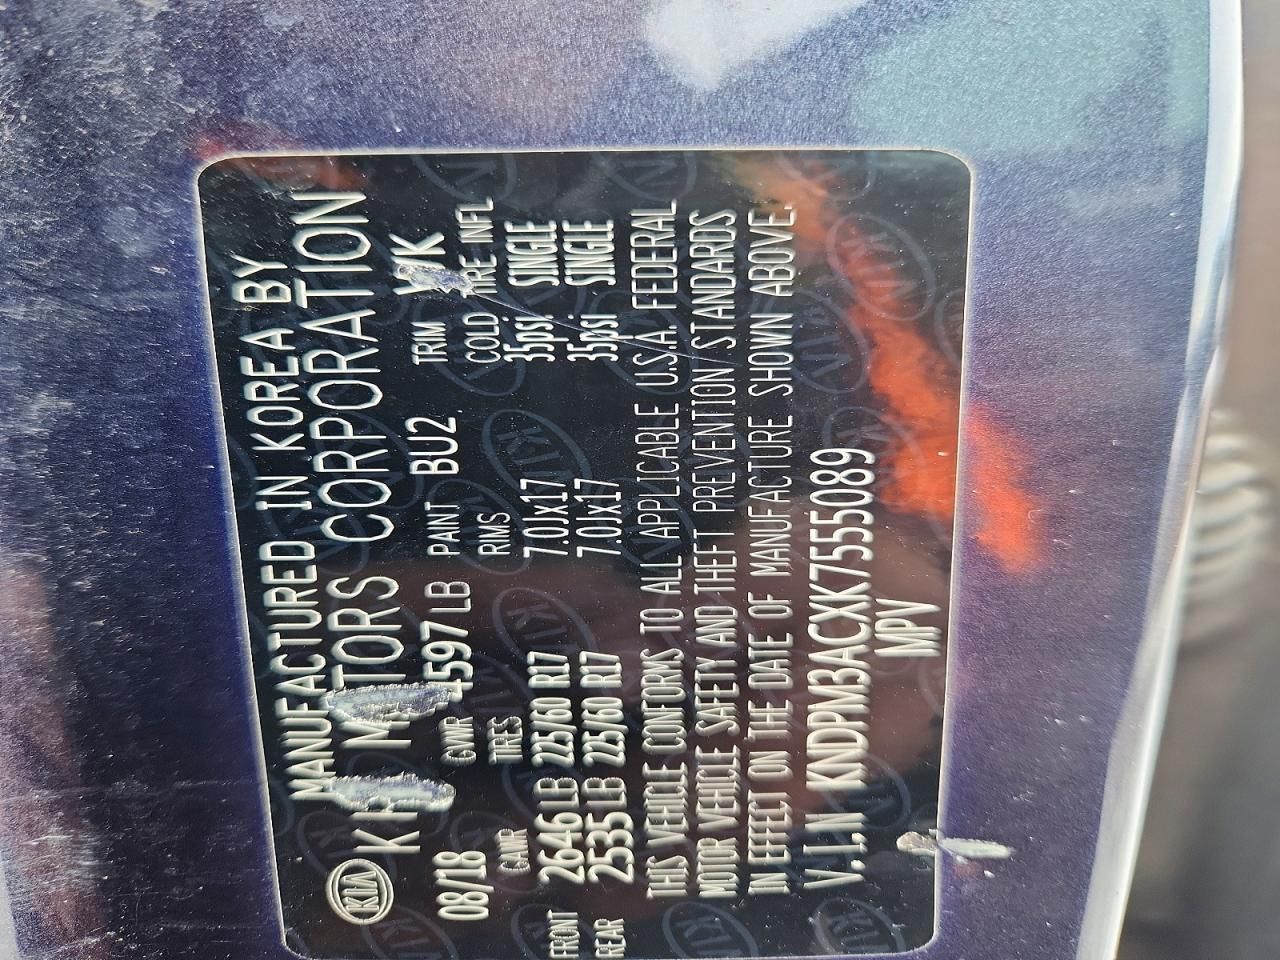 MANUFACTURED IN KOREA BY
KIA MOTORS CORPORATION
08/18 GVWR 4597 LB PAINT BU2 TRIM
GAWR TIRES RIMS COLD TIRE INFL
FRONT 2646 LB 225/60 R17 7.0Jx17 35psi. SINGLE
REAR 2535 LB 225/60 R17 7.0Jx17 35psi SINGLE
THIS VEHICLE CONFORMS TO ALL APPLICABLE U.S.A. FEDERAL
MOTOR VEHICLE SAFETY AND THEFT PREVENTION STANDARDS
IN EFFECT ON THE DATE OF MANUFACTURE SHOWN ABOVE.
V.I.N KNDPM3ACXK7555089
MPV